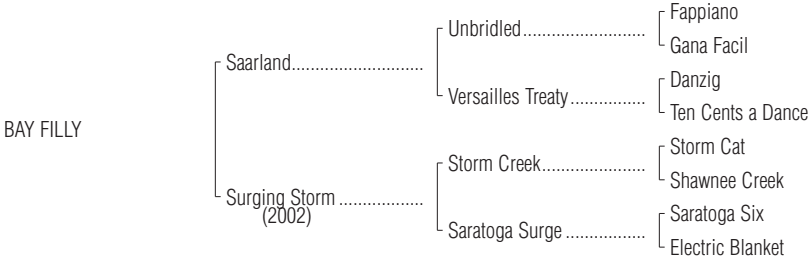 Fappiano
Unbridled..........................
Gana Facil
Saarland............................
Danzig
Versailles Treaty................
Ten Cents a Dance
BAY FILLY
Storm Cat
Storm Creek......................
Shawnee Creek
Surging Storm ..................
(2002)
Saratoga Six
Saratoga Surge .................
Electric Blanket